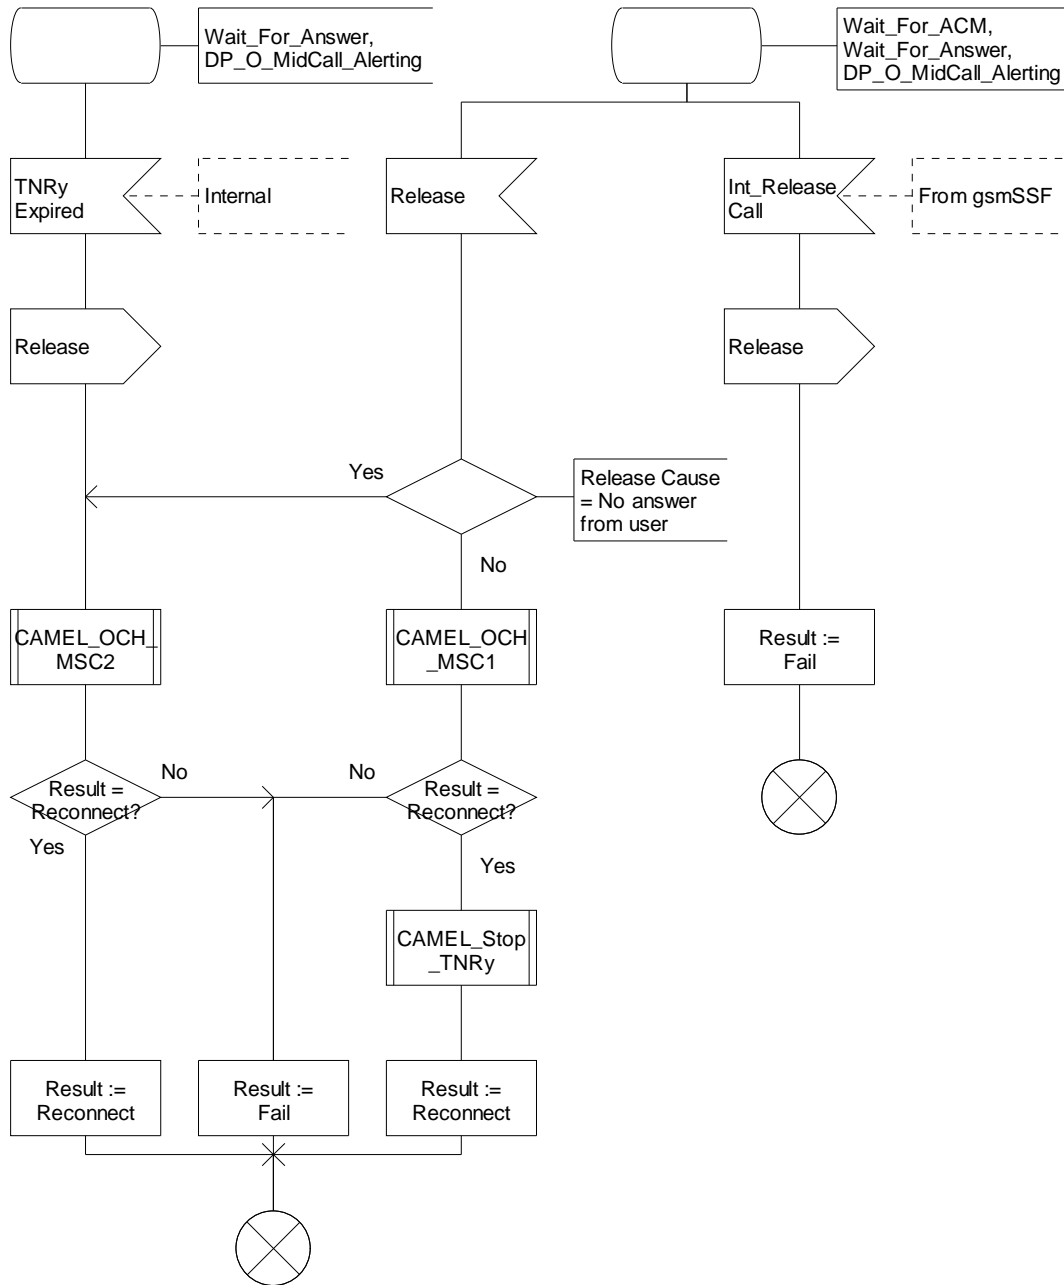 Wait_For_Answer,
DP_O_MidCall_Alerting
Wait_For_ACM,
Wait_For_Answer,
DP_O_MidCall_Alerting
TNRy
Expired
Internal
Release
Int_Release
Call
From gsmSSF
Release
Release
Yes
Release Cause
= No answer
from user
No
CAMEL_OCH_
MSC2
CAMEL_OCH
_MSC1
Result :=
Fail
Result =
Reconnect?
No
No
Result =
Reconnect?
Yes
Yes
CAMEL_Stop
_TNRy
Result :=
Reconnect
Result :=
Fail
Result :=
Reconnect